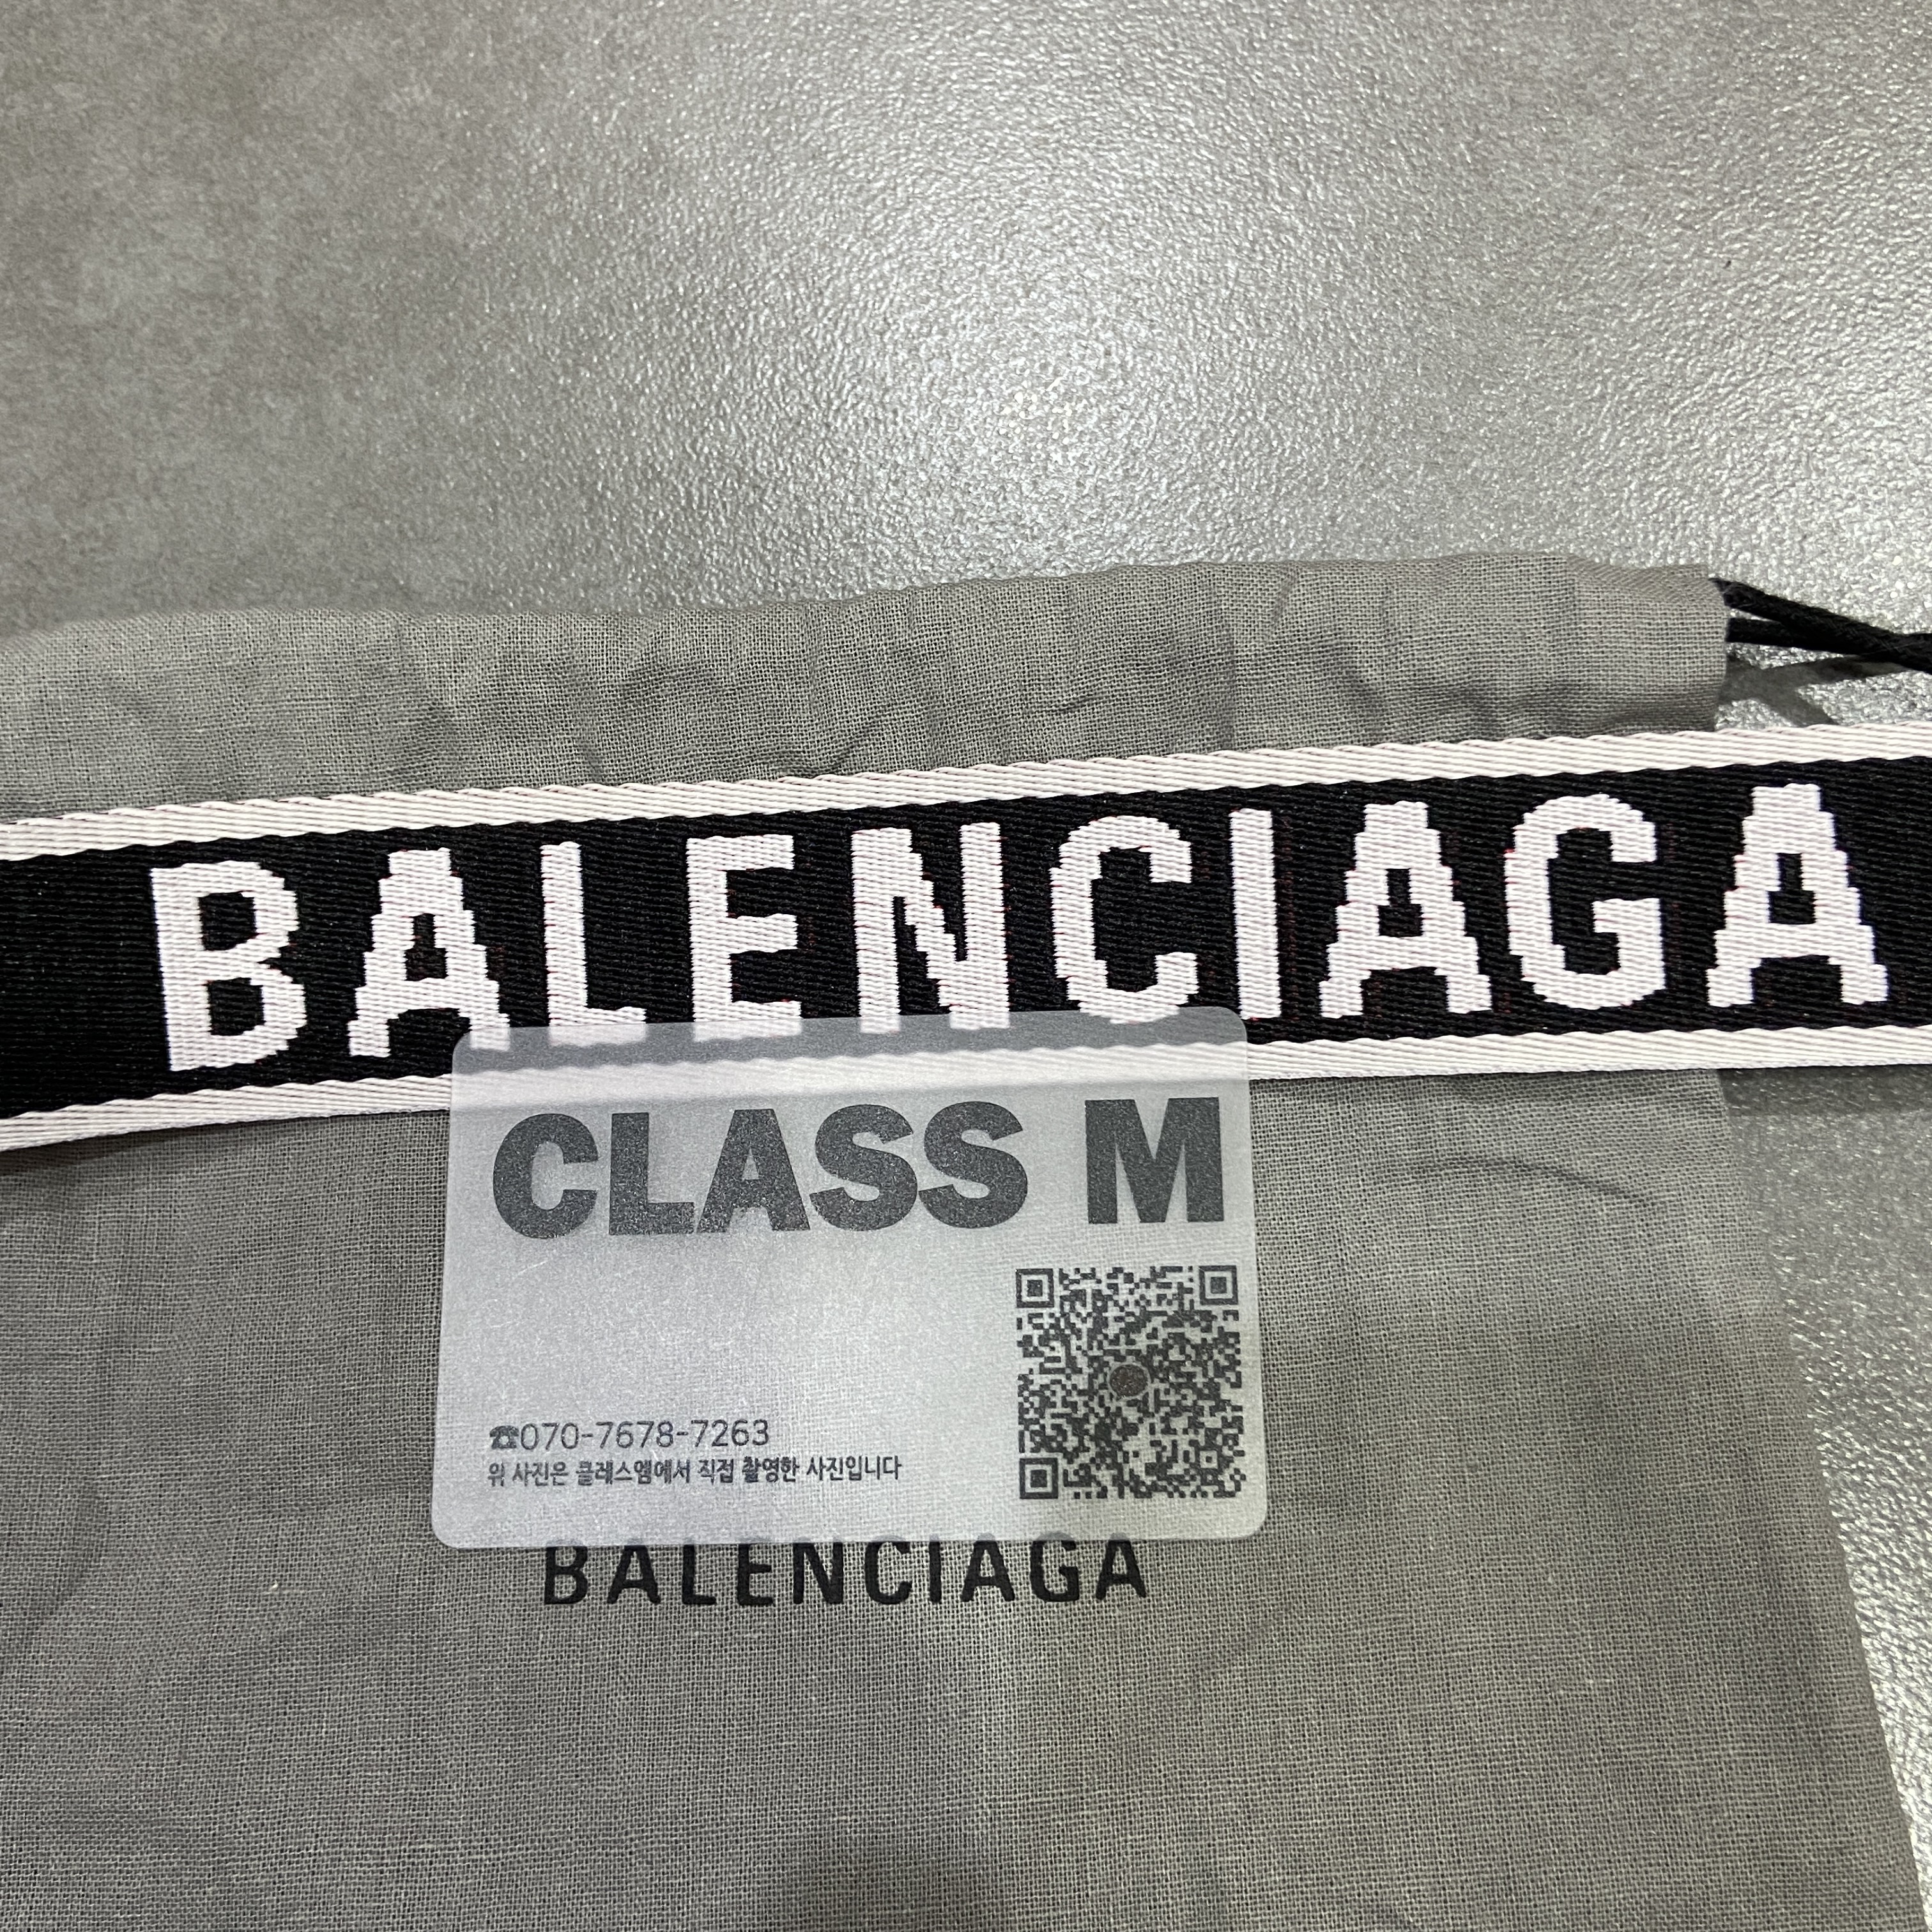 BALENCIAGA
CLASS M
☎070-7678-7263
위 사진은 클레스엠에서 직접 촬영한 사진입니다
BALENCIAGA